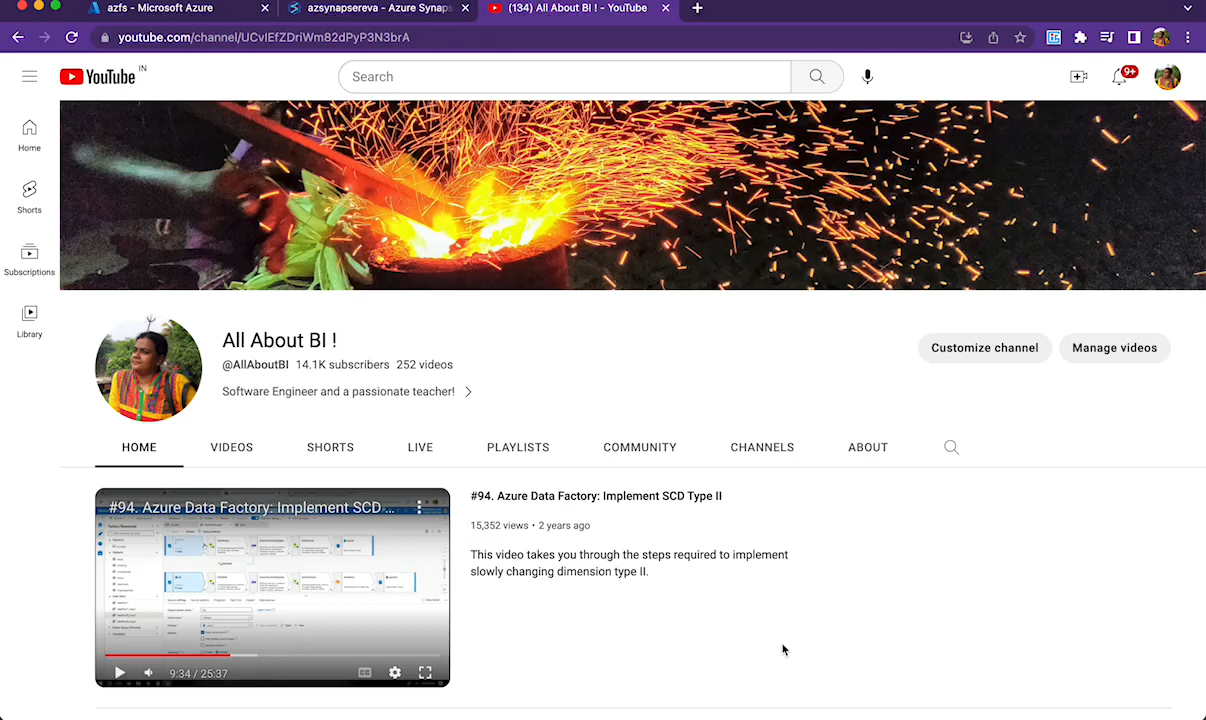 azfs - Microsoft Azure
azsynapsereva - Azure Synaps
(134) All About BI ! - YouTube
youtube.com/channel/UCvIEfZDriWm82dPyP3N3brA
YouTube IN
Search
9+
Home
Shorts
Subscriptions
Library
All About BI !
@AllAboutBI 14.1K subscribers 252 videos
Software Engineer and a passionate teacher!
Customize channel
Manage videos
HOME
VIDEOS
SHORTS
LIVE
PLAYLISTS
COMMUNITY
CHANNELS
ABOUT
#94. Azure Data Factory: Implement SCD ...
CC
9:34 / 25:37
#94. Azure Data Factory: Implement SCD Type II
15,352 views • 2 years ago
This video takes you through the steps required to implement
slowly changing dimension type II.